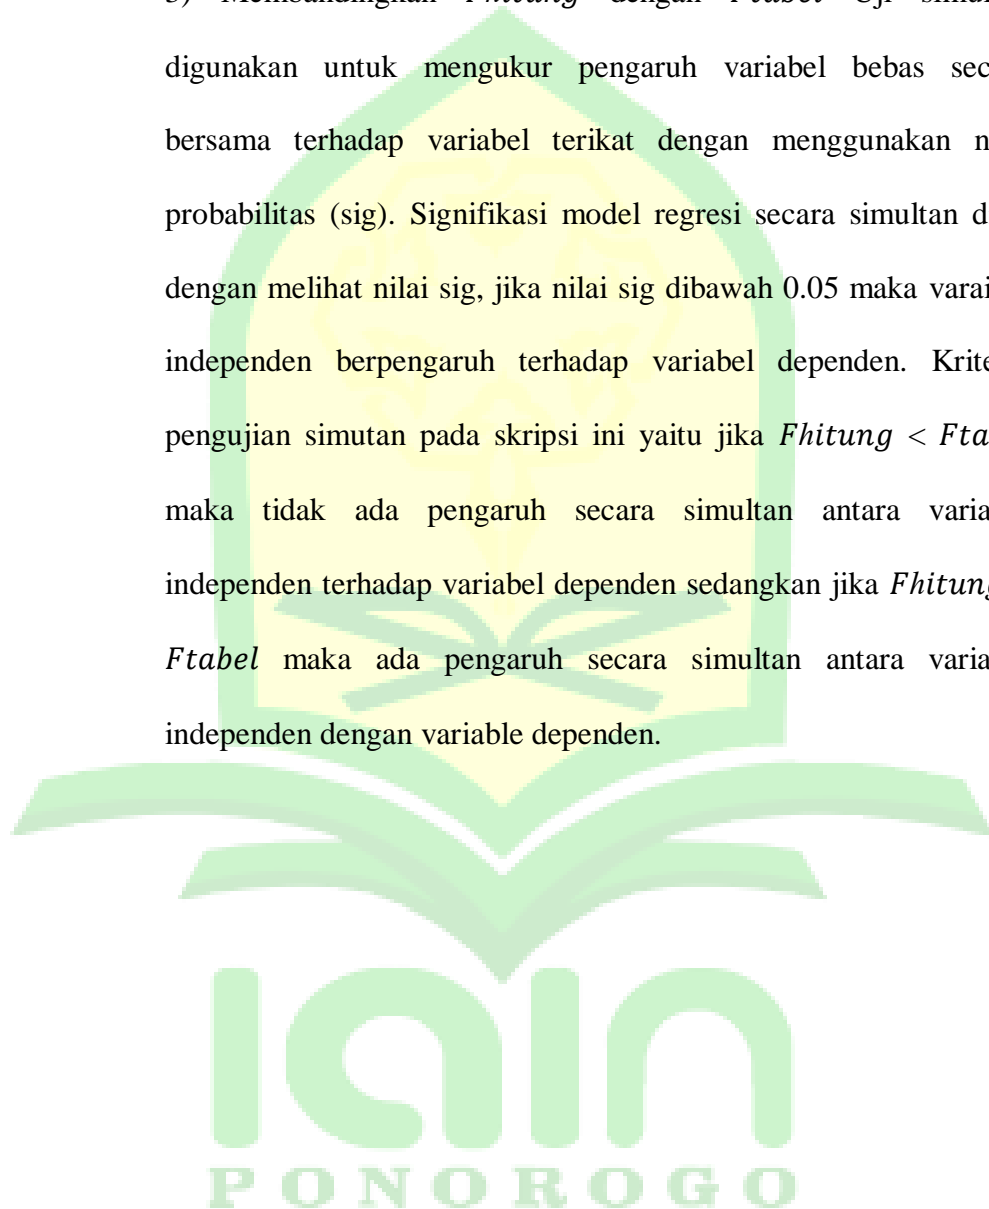 Membandingkan Fhitung dengan Ftabel Uji
digunakan untuk mengukur pengaruh variabel bebas sec
bersama terhadap variabel terikat dengan menggunakan n
probabilitas (sig). Signifikasi model regresi secara simultan d
dengan melihat nilai sig, jika nilai sig dibawah 0.05 maka varai
independen berpengaruh terhadap variabel dependen. Krite
pengujian simutan pada skripsi ini yaitu jika Fhitung < Fta
maka tidak ada pengaruh secara simultan antara varia
independen terhadap variabel dependen sedangkan jika Fhitung
Ftabel maka ada pengaruh secara simultan antara varia
independen dengan variable dependen.
iain
PONOROGO